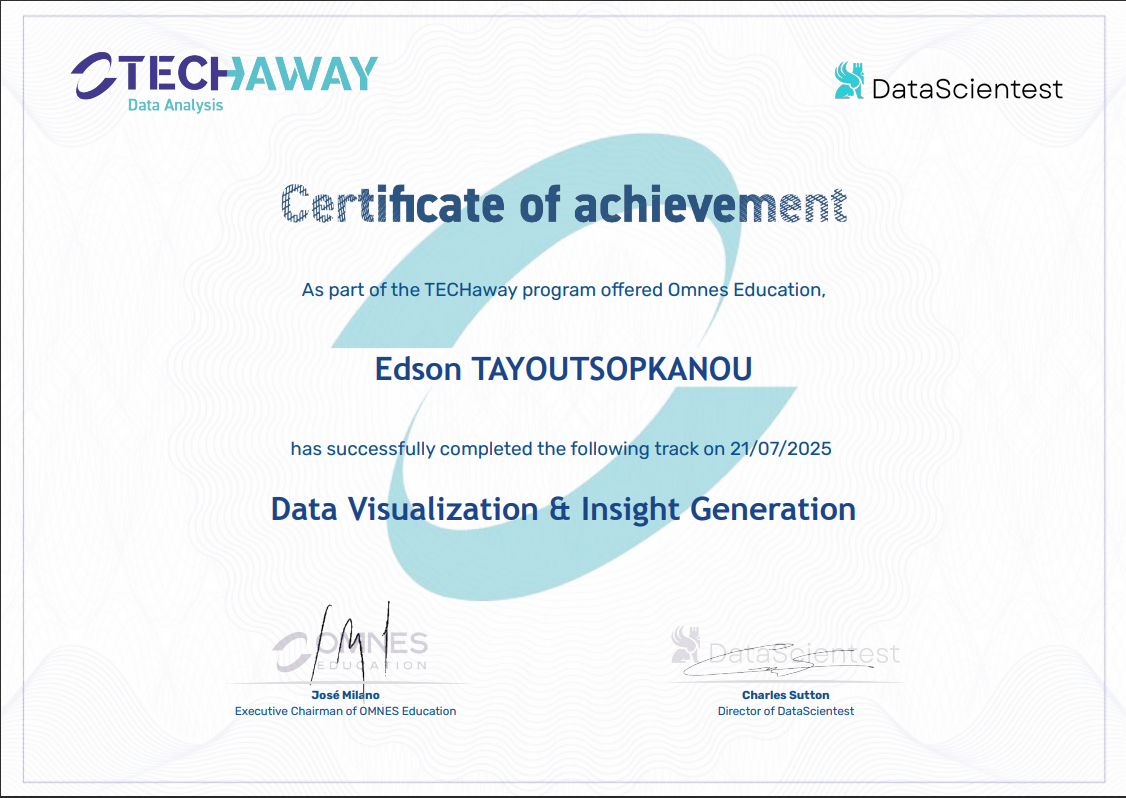 TECHAWAY
Data Analysis
DataScientest
Certificate of achievement
As part of the TECHaway program offered Omnes Education,
Edson TAYOUTSOPKANOU
has successfully completed the following track on 21/07/2025
Data Visualization & Insight Generation
OMNES
EDUCATION
José Milano
Executive Chairman of OMNES Education
DataScientest
Charles Sutton
Director of DataScientest